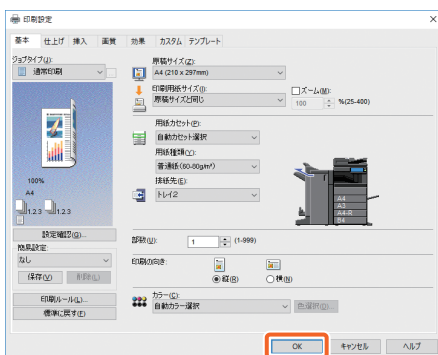 印刷設定
基本 仕上げ 挿入 画質 効果 カスタム テンプレート
ジョブタイプ(J):
通常印刷
100%
A4
1.2.3 1.2.3
設定確認(Q)...
簡易設定:
なし
保存(V) 削除(L)
印刷ルール(L)...
標準に戻す(F)
原稿サイズ(Z):
A4 (210 x 297mm)
印刷用紙サイズ(I):
原稿サイズと同じ
ズーム(M):
100 %(25-400)
用紙カセット(P):
自動カセット選択
用紙種類(Y):
普通紙(60-80g/m²)
排紙先(E):
トレイ2
A4
A3
A4-R
B4
部数(U): 1 (1-999)
印刷の向き:
縦(R) 横(N)
カラー(C):
自動カラー選択 色選択(D)...
OK キャンセル ヘルプ